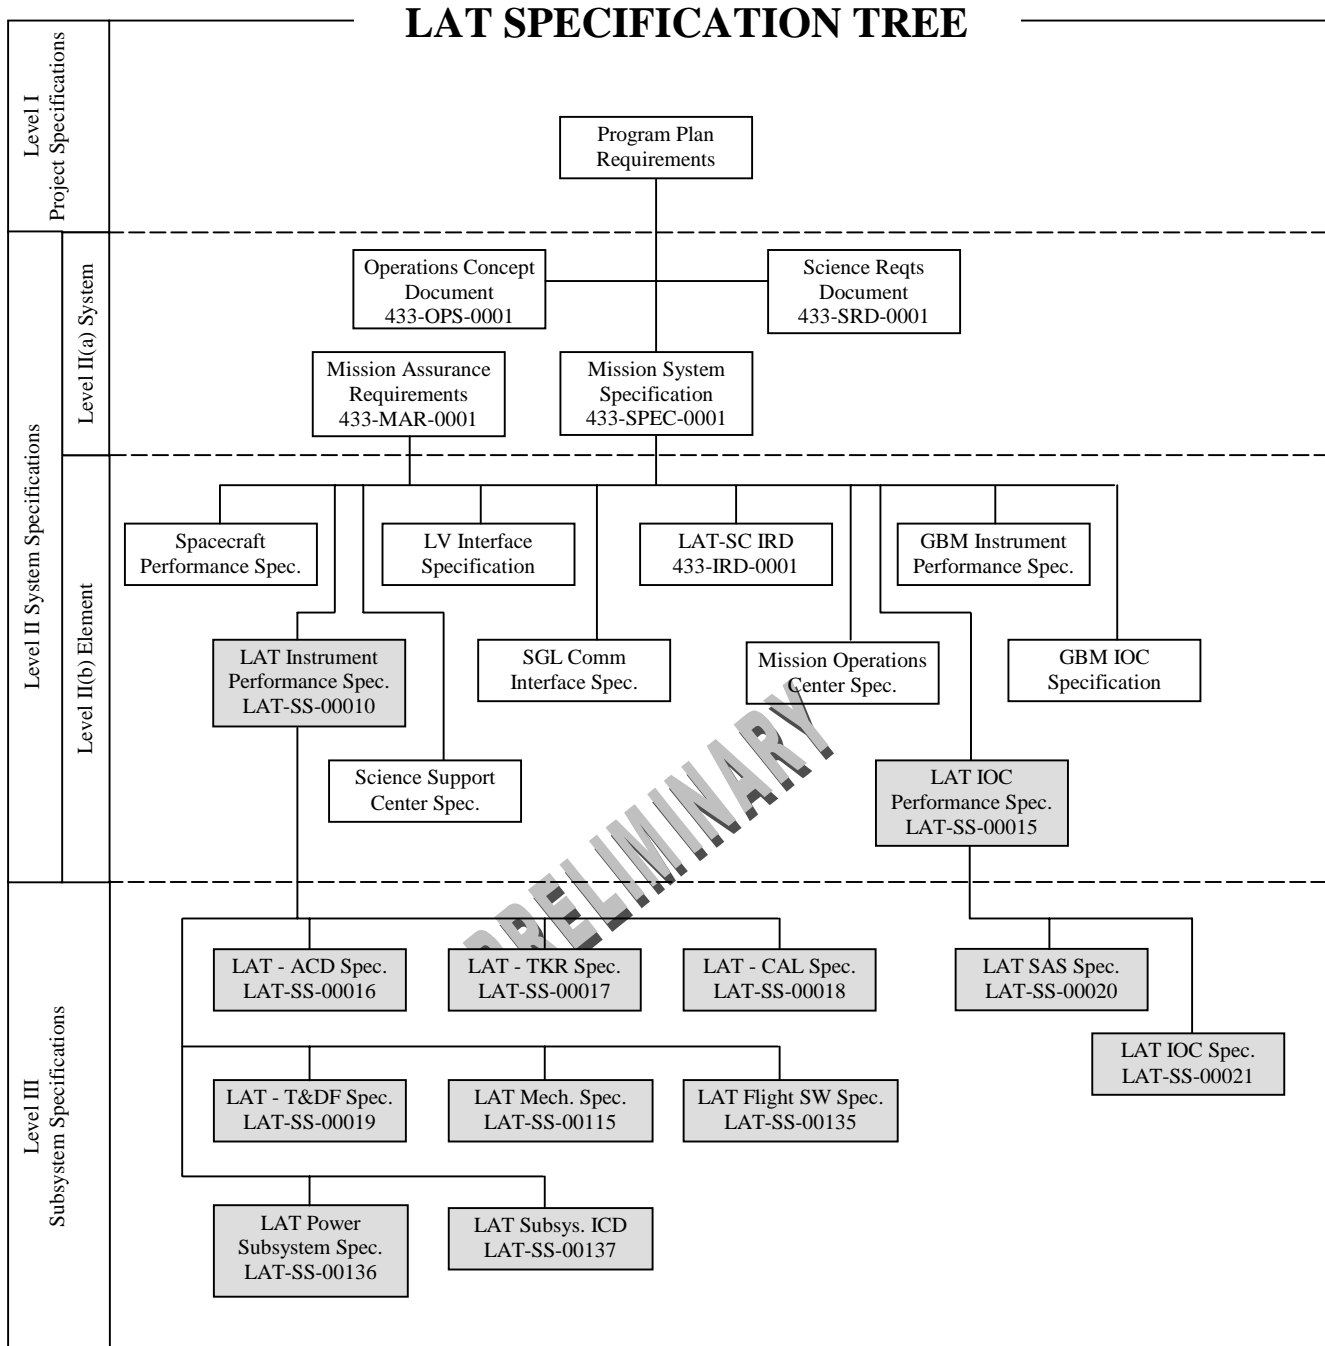 LAT SPECIFICATION TREE
Level I
Project Specifications
Program Plan
Requirements
Level II System Specifications
Level II(a) System
Operations Concept
Document
433-OPS-0001
Science Reqts
Document
433-SRD-0001
Mission Assurance
Requirements
433-MAR-0001
Mission System
Specification
433-SPEC-0001
Level II(b) Element
Spacecraft
Performance Spec.
LV Interface
Specification
LAT-SC IRD
433-IRD-0001
GBM Instrument
Performance Spec.
LAT Instrument
Performance Spec.
LAT-SS-00010
SGL Comm
Interface Spec.
Mission Operations
Center Spec.
GBM IOC
Specification
Science Support
Center Spec.
LAT IOC
Performance Spec.
LAT-SS-00015
PRELIMINARY
Level III
Subsystem Specifications
LAT - ACD Spec.
LAT-SS-00016
LAT - TKR Spec.
LAT-SS-00017
LAT - CAL Spec.
LAT-SS-00018
LAT SAS Spec.
LAT-SS-00020
LAT IOC Spec.
LAT-SS-00021
LAT - T&DF Spec.
LAT-SS-00019
LAT Mech. Spec.
LAT-SS-00115
LAT Flight SW Spec.
LAT-SS-00135
LAT Power
Subsystem Spec.
LAT-SS-00136
LAT Subsys. ICD
LAT-SS-00137